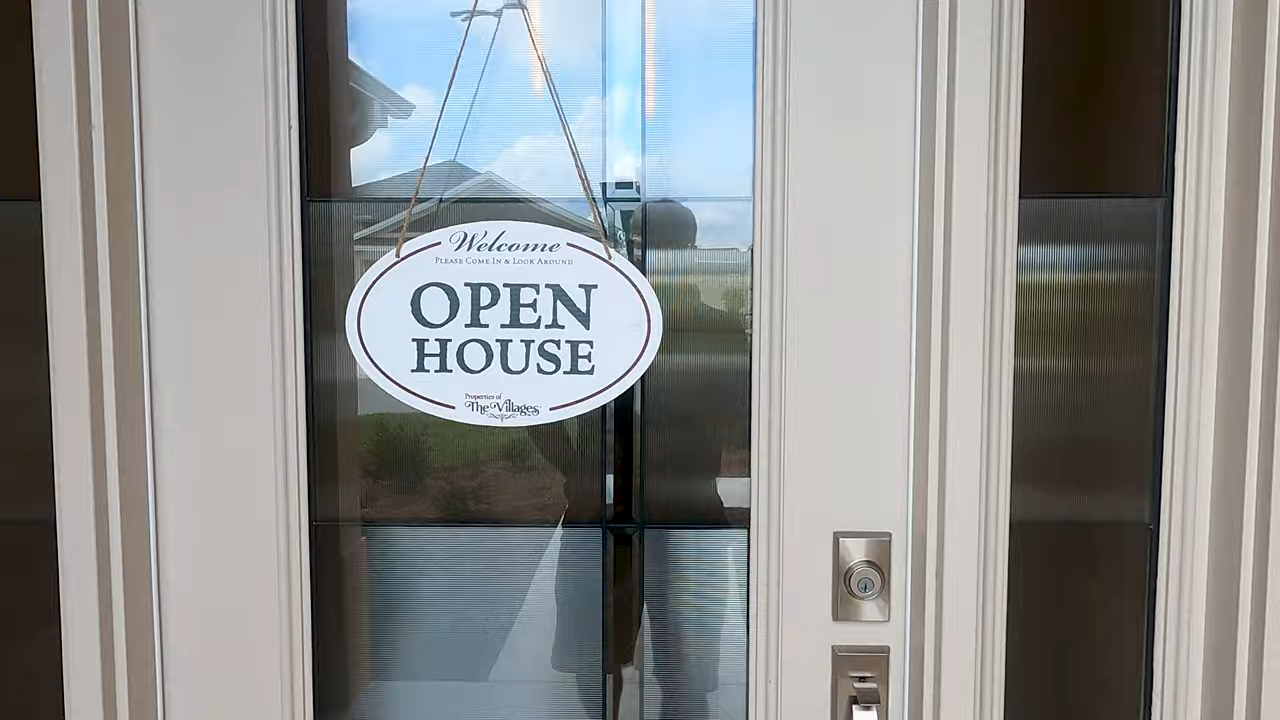 Welcome
PLEASE COME IN & LOOK AROUND
OPEN
HOUSE
Properties of
The Villages